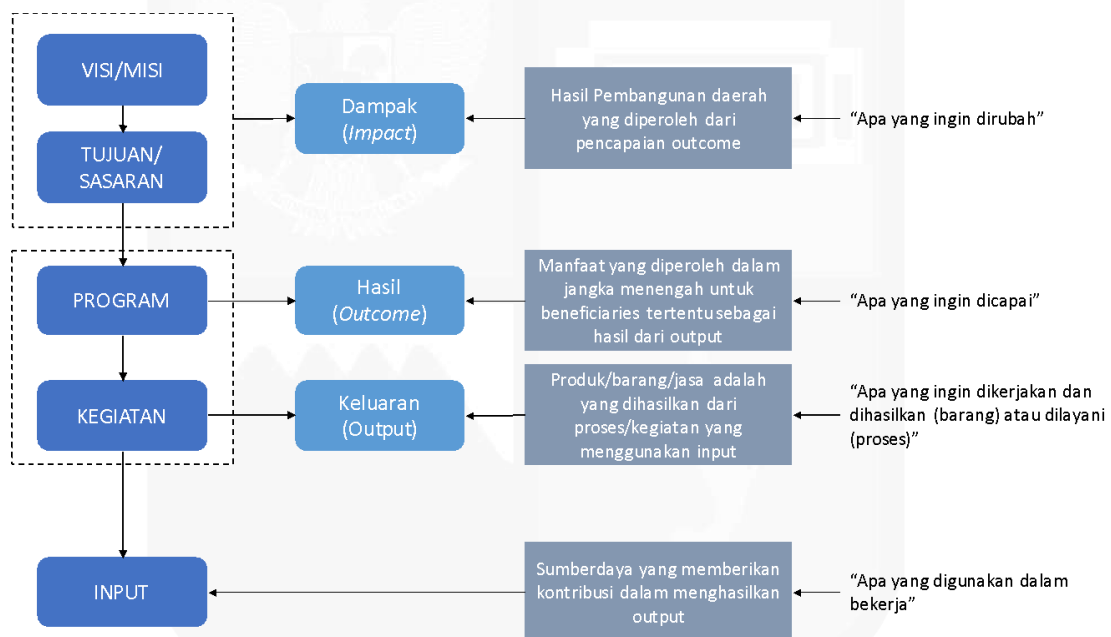 VISI/MISI
TUJUAN/
SASARAN
Dampak
(Impact)
Hasil Pembangunan daerah
yang diperoleh dari
pencapaian outcome
“Apa yang ingin dirubah”
PROGRAM
Hasil
(Outcome)
Manfaat yang diperoleh dalam
jangka menengah untuk
beneficiaries tertentu sebagai
hasil dari output
“Apa yang ingin dicapai”
KEGIATAN
Keluaran
(Output)
Produk/barang/jasa adalah
yang dihasilkan dari
proses/kegiatan yang
menggunakan input
“Apa yang ingin dikerjakan dan
dihasilkan (barang) atau dilayani
(proses)”
INPUT
Sumberdaya yang memberikan
kontribusi dalam menghasilkan
output
“Apa yang digunakan dalam
bekerja”